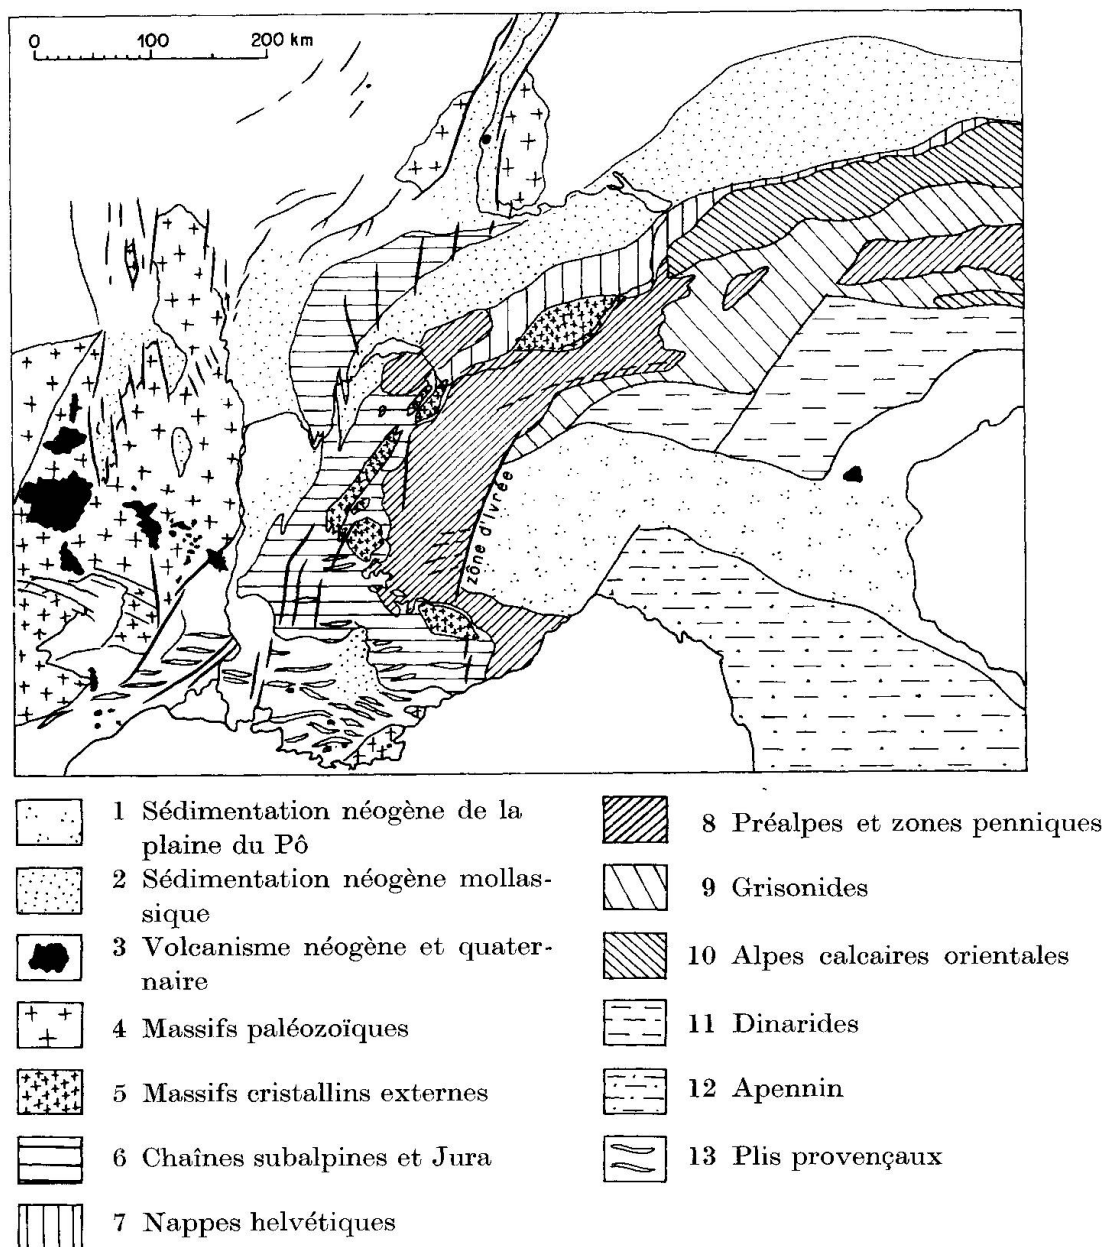 0 100 200 km
zône d'ivrée
1 Sédimentation néogène de la
plaine du Pô
2 Sédimentation néogène mollas-
sique
3 Volcanisme néogène et quater-
naire
4 Massifs paléozoïques
5 Massifs cristallins externes
6 Chaînes subalpines et Jura
7 Nappes helvétiques
8 Préalpes et zones penniques
9 Grisonides
10 Alpes calcaires orientales
11 Dinarides
12 Apennin
13 Plis provençaux